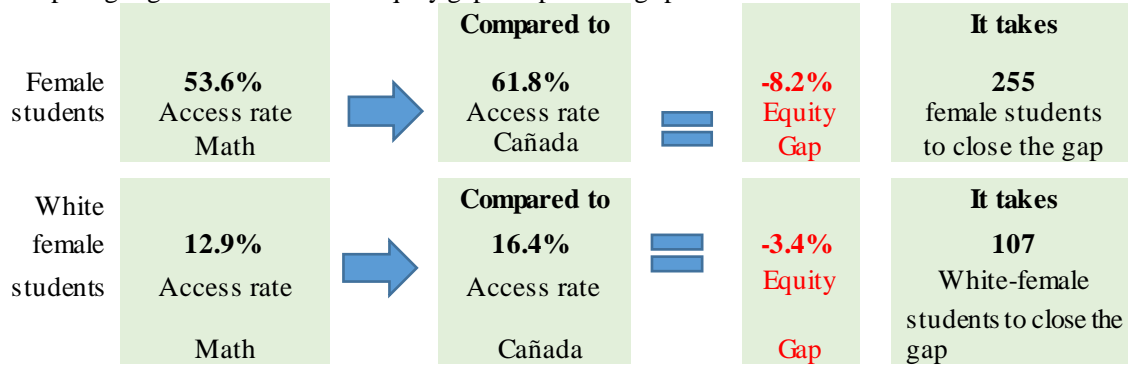 Compared to It takes
Female 53.6% 61.8% -8.2% 255
students Access rate Access rate Equity female students
Math Cañada Gap to close the gap
White Compared to It takes
female 12.9% 16.4% -3.4% 107
students Access rate Access rate Equity White-female
students to close the
Math Cañada Gap gap